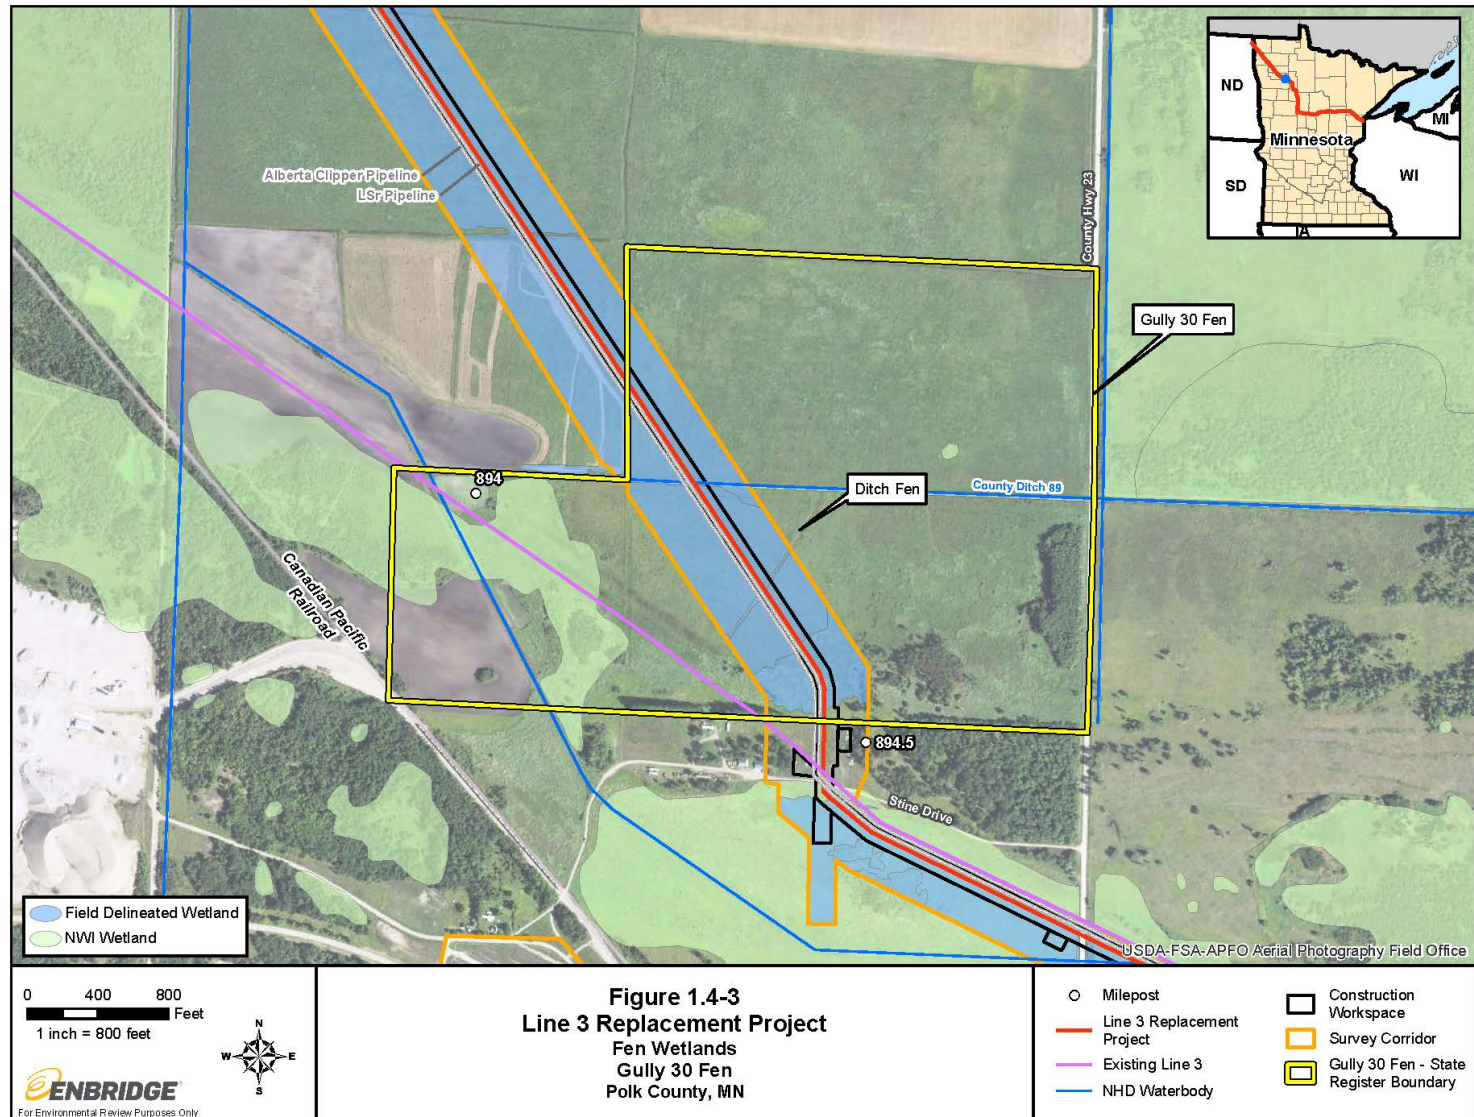 ND
SD
Minnesota
WI
MI
IA
Alberta Clipper Pipeline
LSr Pipeline
County Hwy 23
Gully 30 Fen
894
Ditch Fen
County Ditch 89
Canadian Pacific
Railroad
894.5
Stine Drive
Field Delineated Wetland
NWI Wetland
USDA-FSA-APFO Aerial Photography Field Office
0 400 800
Feet
1 inch = 800 feet
N
W E
S
ENBRIDGE
For Environmental Review Purposes Only
Figure 1.4-3
Line 3 Replacement Project
Fen Wetlands
Gully 30 Fen
Polk County, MN
Milepost
Line 3 Replacement
Project
Existing Line 3
NHD Waterbody
Construction
Workspace
Survey Corridor
Gully 30 Fen - State
Register Boundary